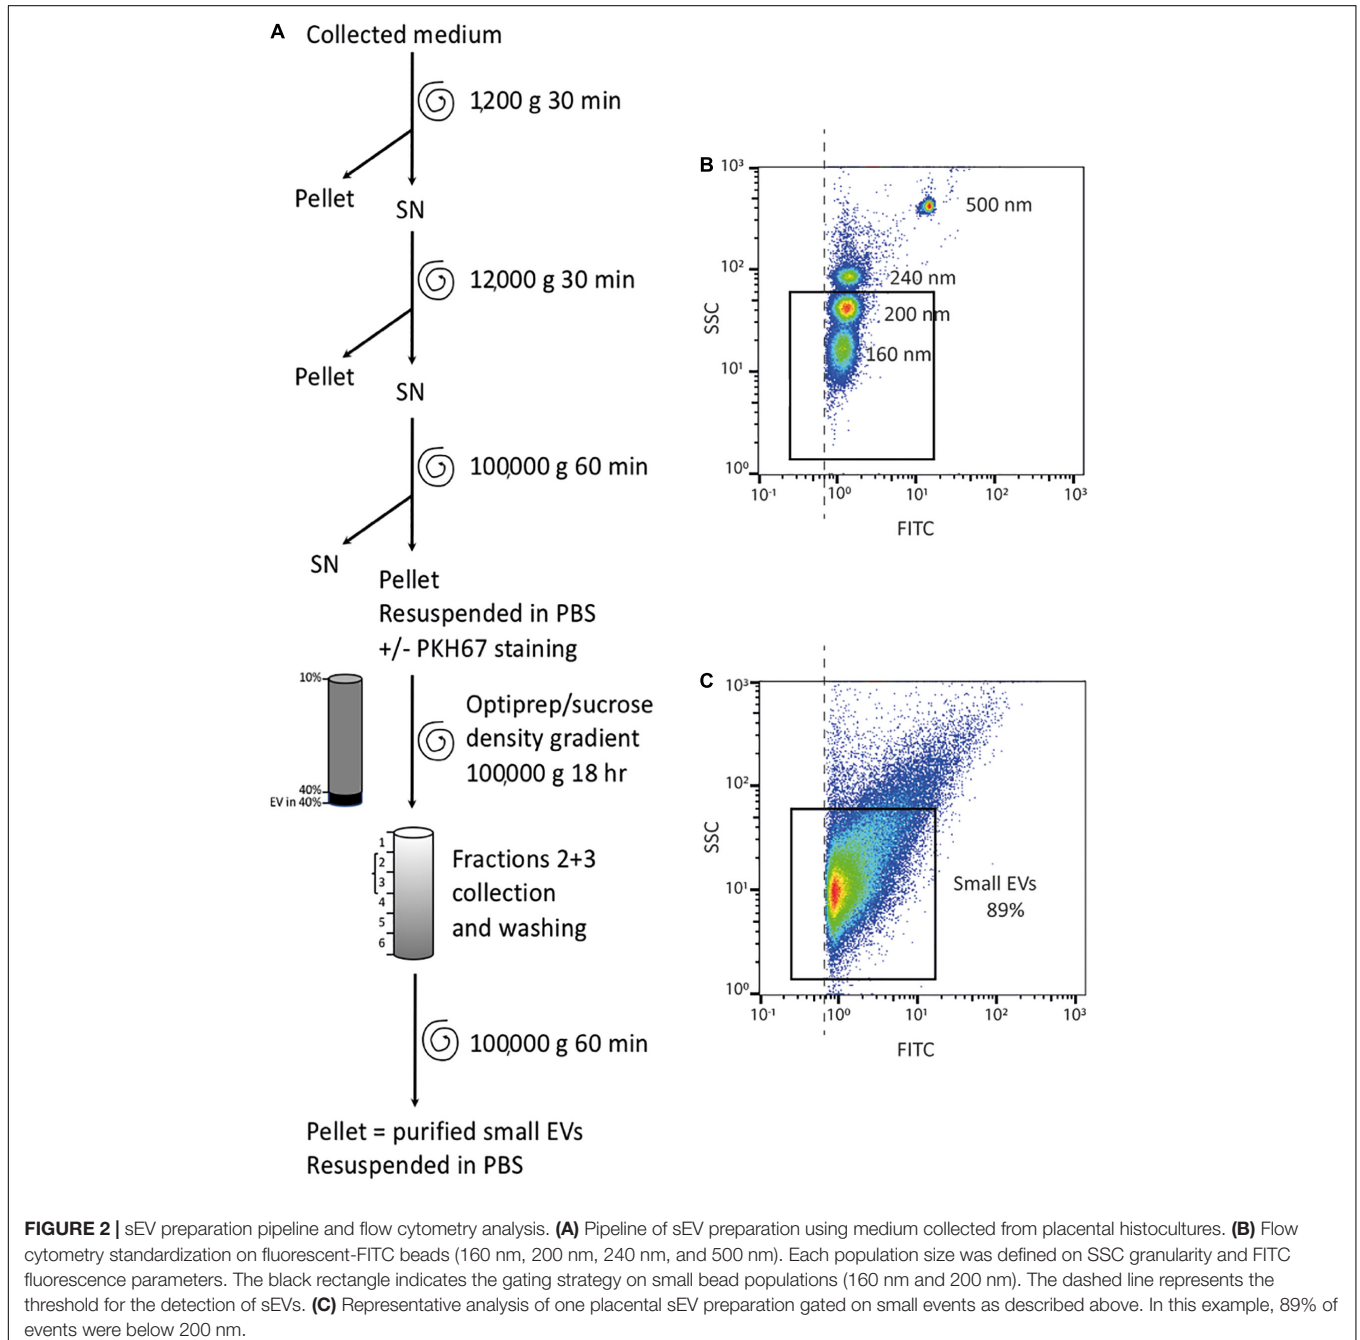 A Collected medium
1,200 g 30 min
Pellet
SN
12,000 g 30 min
Pellet
SN
100,000 g 60 min
SN
Pellet
Resuspended in PBS
+/- PKH67 staining
10%
40%
EV in 40%
Optiprep/sucrose
density gradient
100,000 g 18 hr
1
2
3
4
5
6
Fractions 2+3
collection
and washing
100,000 g 60 min
Pellet = purified small EVs
Resuspended in PBS
B
10³
10²
10¹
10⁰
SSC
500 nm
240 nm
200 nm
160 nm
10⁻¹ 10⁰ 10¹ 10² 10³
FITC
C
10³
10²
10¹
10⁰
SSC
Small EVs
89%
10⁻¹ 10⁰ 10¹ 10² 10³
FITC
FIGURE 2 | sEV preparation pipeline and flow cytometry analysis. (A) Pipeline of sEV preparation using medium collected from placental histocultures. (B) Flow
cytometry standardization on fluorescent-FITC beads (160 nm, 200 nm, 240 nm, and 500 nm). Each population size was defined on SSC granularity and FITC
fluorescence parameters. The black rectangle indicates the gating strategy on small bead populations (160 nm and 200 nm). The dashed line represents the
threshold for the detection of sEVs. (C) Representative analysis of one placental sEV preparation gated on small events as described above. In this example, 89% of
events were below 200 nm.